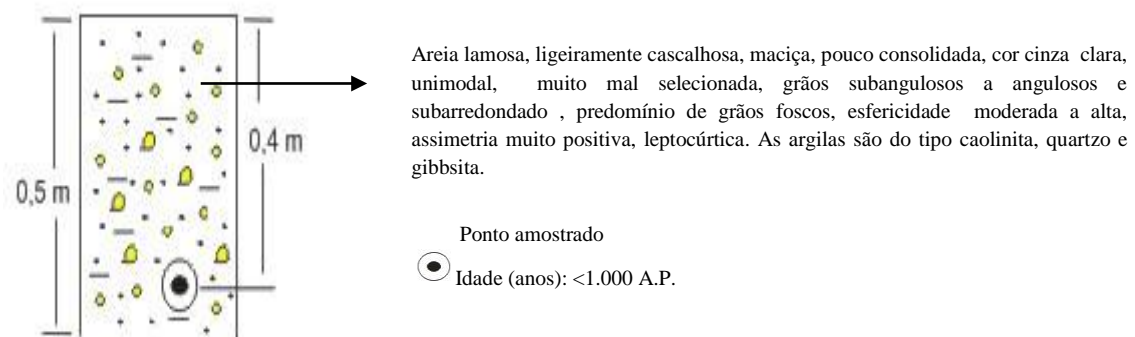 Areia lamosa, ligeiramente cascalhosa, maciça, pouco consolidada, cor cinza clara,
unimodal, muito mal selecionada, grãos subangulosos a angulosos e
subarredondado , predomínio de grãos foscos, esfericidade moderada a alta,
assimetria muito positiva, leptocúrtica. As argilas são do tipo caolinita, quartzo e
gibbsita.
0,4 m
0,5 m
Ponto amostrado
Idade (anos): <1.000 A.P.